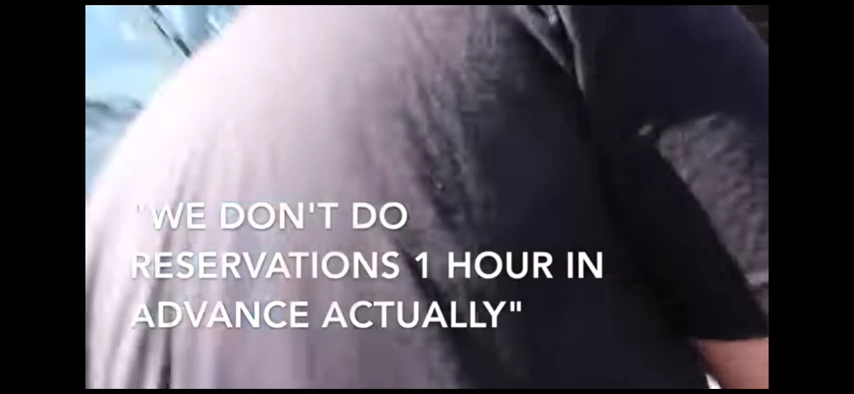 "WE DON'T DO
RESERVATIONS 1 HOUR IN
ADVANCE ACTUALLY"